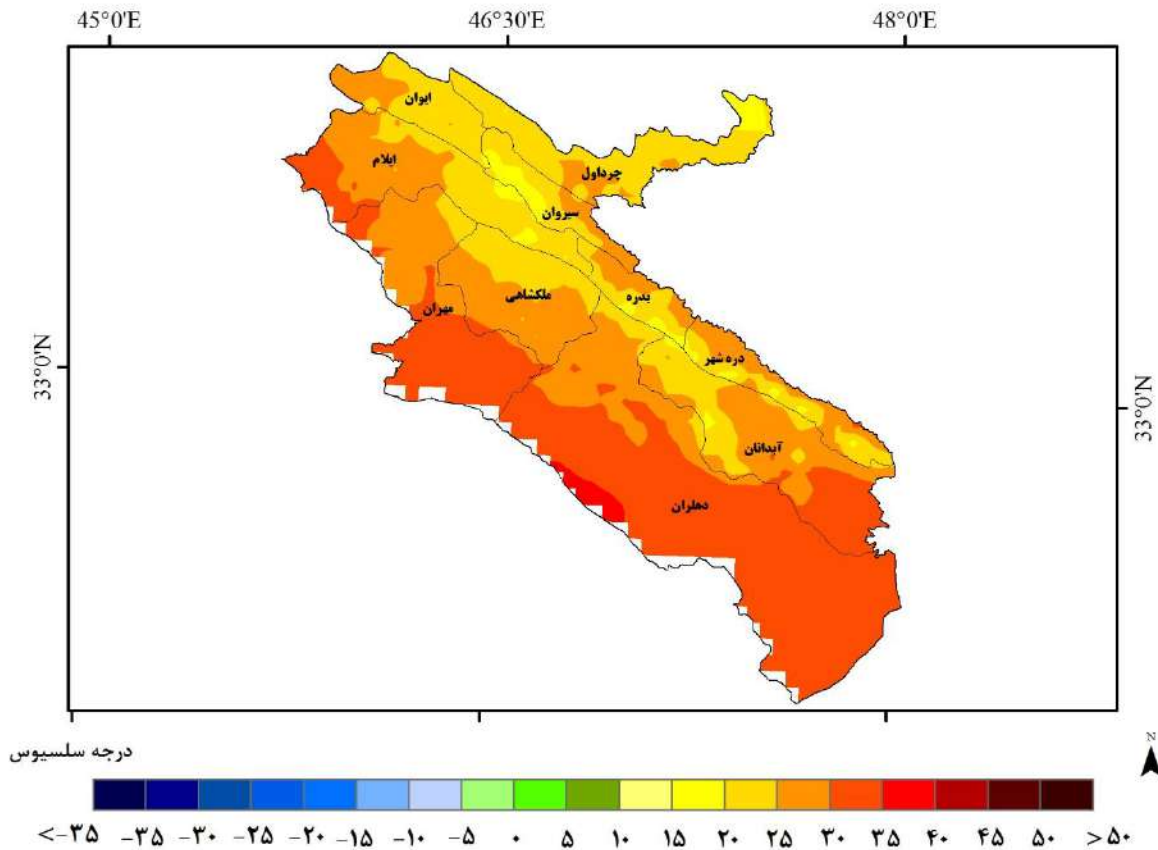 45°0'E 46°30'E 48°0'E
ایوان
ایلام
چرداول
سیروان
ملکشاهی
بدره
مهران
دره شهر
33°0'N
33°0'N
آبدانان
دهلران
درجه سلسیوس
N
<-۳۵ -۳۵ -۳۰ -۲۵ -۲۰ -۱۵ -۱۰ -۵ ۰ ۵ ۱۰ ۱۵ ۲۰ ۲۵ ۳۰ ۳۵ ۴۰ ۴۵ ۵۰ >۵۰